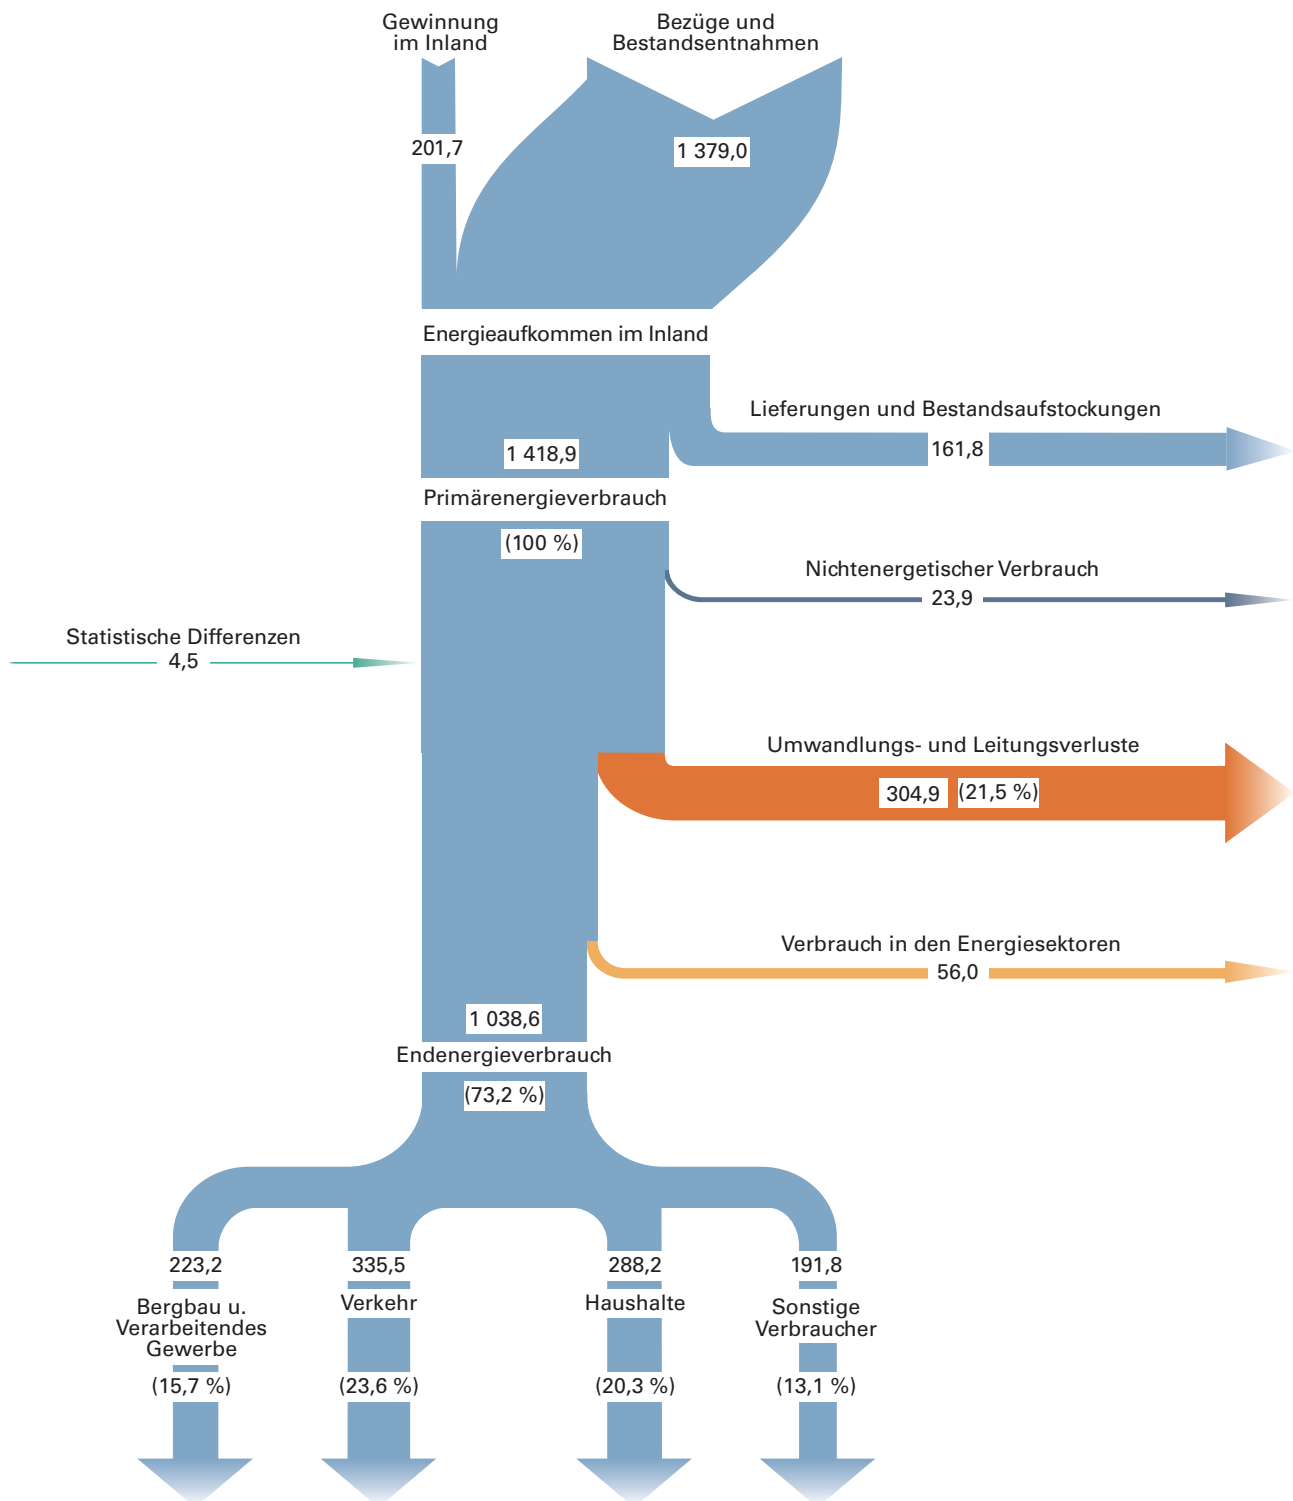 Gewinnung
im Inland
Bezüge und
Bestandsentnahmen
201,7
1 379,0
Energieaufkommen im Inland
Lieferungen und Bestandsaufstockungen
161,8
1 418,9
Primärenergieverbrauch
(100 %)
Nichtenergetischer Verbrauch
23,9
Statistische Differenzen
4,5
Umwandlungs- und Leitungsverluste
304,9 (21,5 %)
Verbrauch in den Energiesektoren
56,0
1 038,6
Endenergieverbrauch
(73,2 %)
223,2
335,5
288,2
191,8
Bergbau u.
Verarbeitendes
Gewerbe
Verkehr
Haushalte
Sonstige
Verbraucher
(15,7 %)
(23,6 %)
(20,3 %)
(13,1 %)